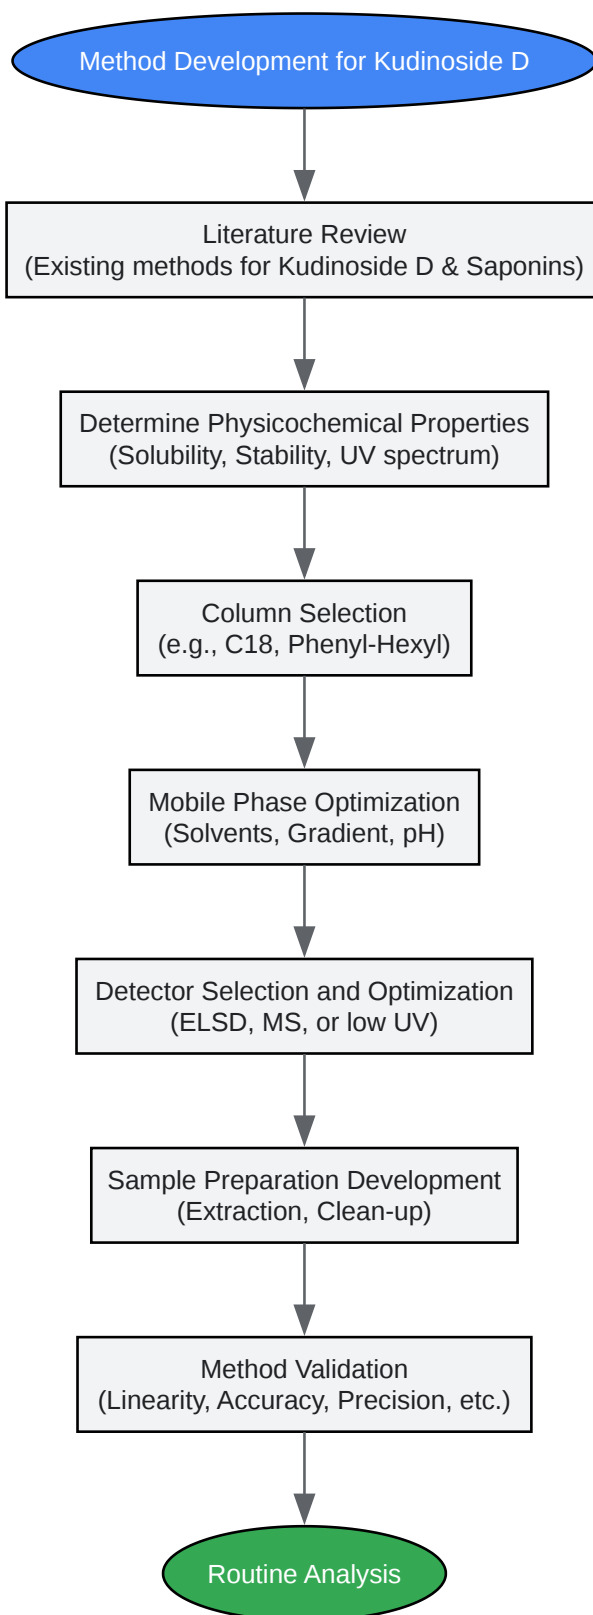 Method Development for Kudinoside D
Literature Review
(Existing methods for Kudinoside D & Saponins)
Determine Physicochemical Properties
(Solubility, Stability, UV spectrum)
Column Selection
(e.g., C18, Phenyl-Hexyl)
Mobile Phase Optimization
(Solvents, Gradient, pH)
Detector Selection and Optimization
(ELSD, MS, or low UV)
Sample Preparation Development
(Extraction, Clean-up)
Method Validation
(Linearity, Accuracy, Precision, etc.)
Routine Analysis